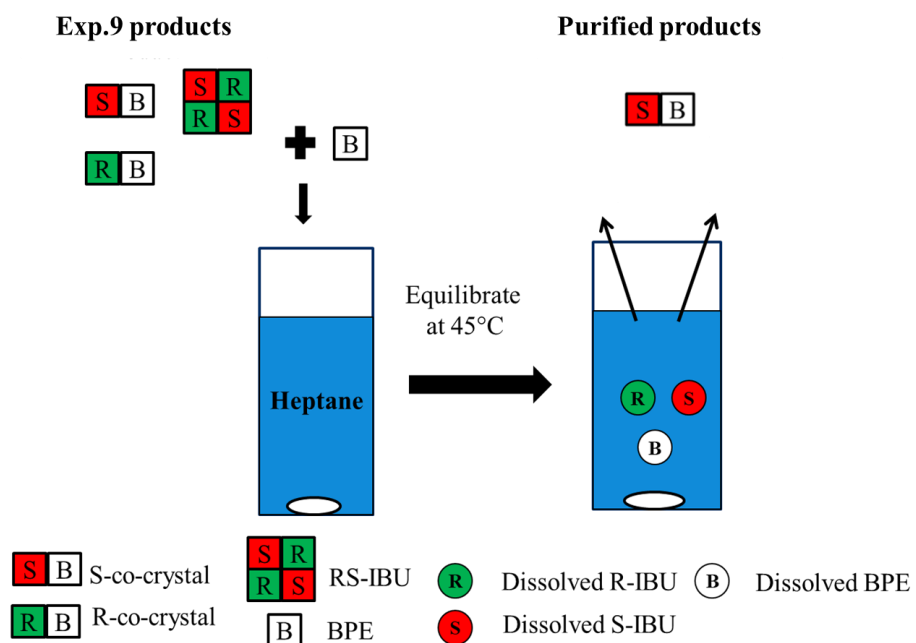 Exp.9 products
Purified products
S B
S R
R S
R B
B
S B
Equilibrate
at 45°C
Heptane
R
S
B
S B S-co-crystal
R B R-co-crystal
S R
R S
RS-IBU
B BPE
R Dissolved R-IBU
S Dissolved S-IBU
B Dissolved BPE